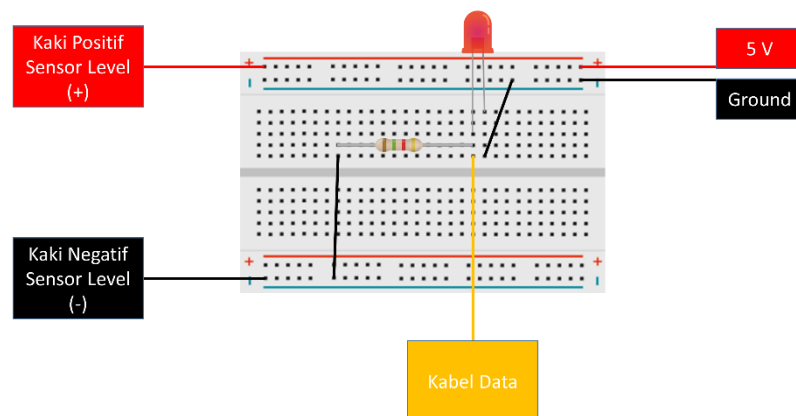 Kaki Positif
Sensor Level
(+)
5 V
Ground
Kaki Negatif
Sensor Level
(-)
Kabel Data